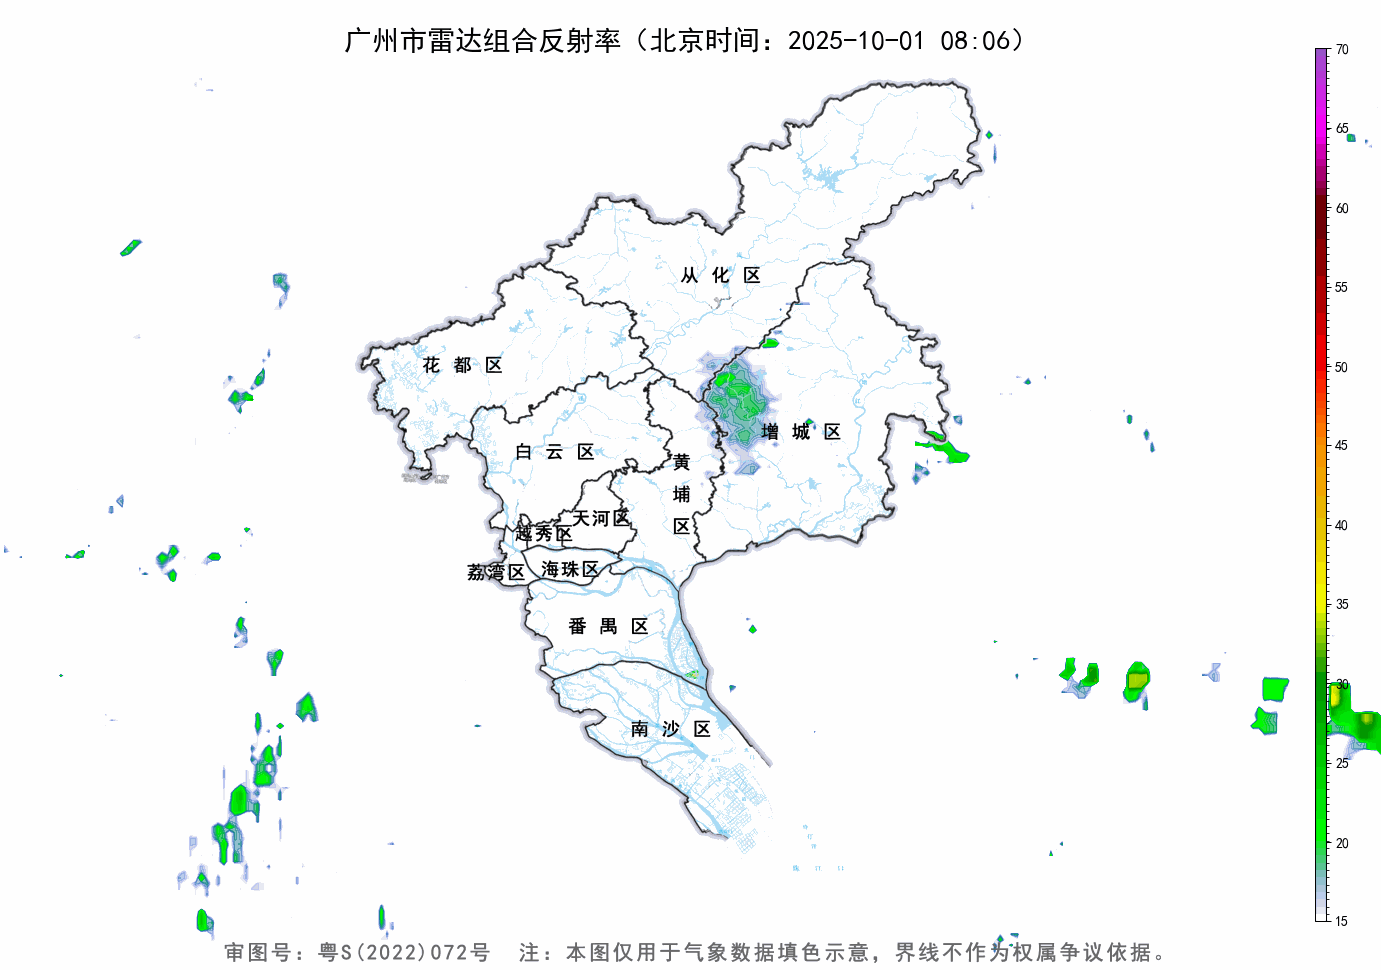 广州市雷达组合反射率（北京时间：2025-10-01 08:06）
70
65
60
55
50
45
40
35
30
25
20
15
从化区
花都区
增城区
白云区
黄埔区
天河区
越秀区
荔湾区
海珠区
番禺区
南沙区
审图号：粤S(2022)072号 注：本图仅用于气象数据填色示意，界线不作为权属争议依据。